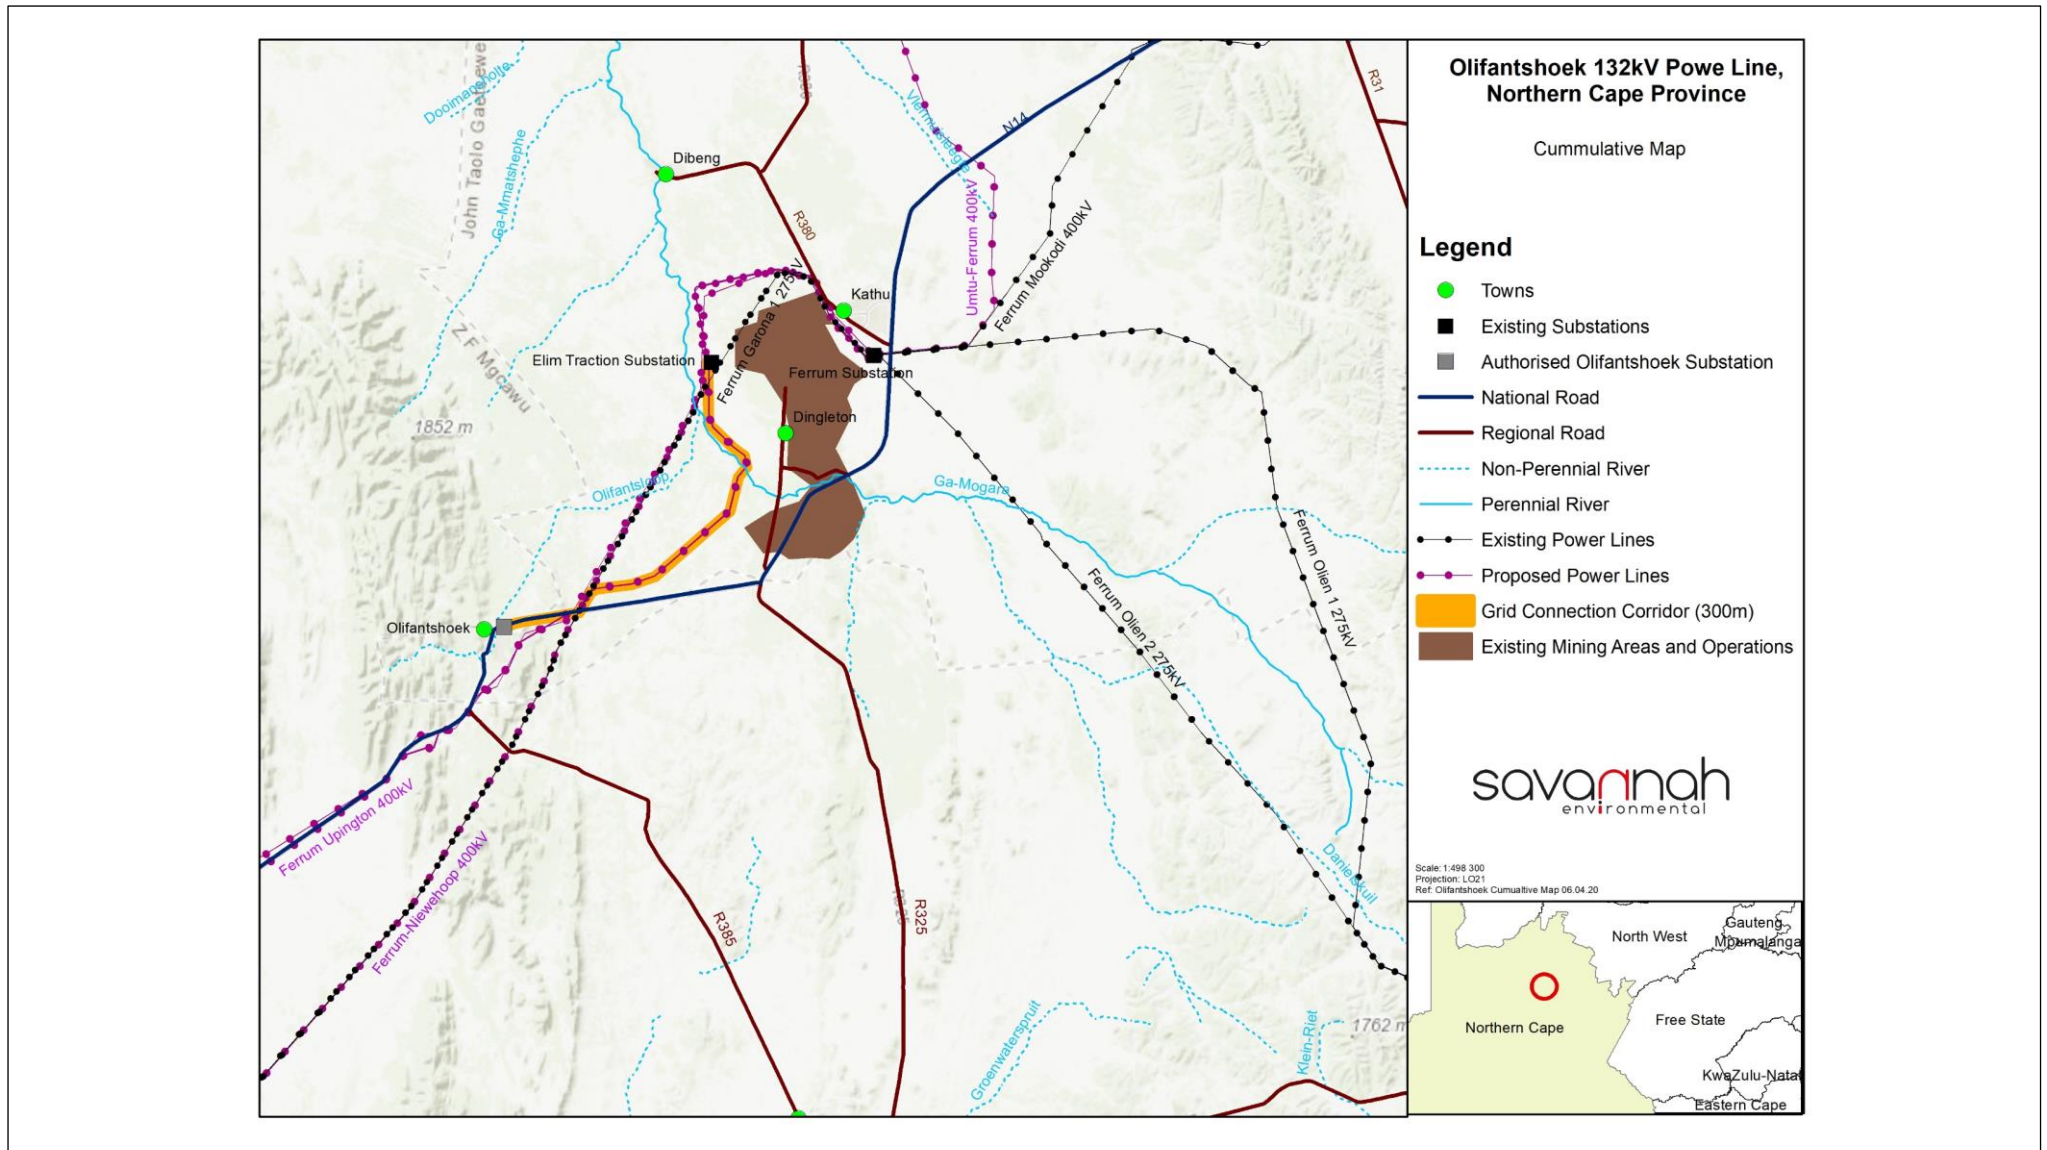 Olifantshoek 132kV Powe Line,
Northern Cape Province
Cummulative Map
Legend
Towns
Existing Substations
Authorised Olifantshoek Substation
National Road
Regional Road
Non-Perennial River
Perennial River
Existing Power Lines
Proposed Power Lines
Grid Connection Corridor (300m)
Existing Mining Areas and Operations
savannah
environmental
Scale: 1:498 300
Projection: LO21
Ref: Olifantshoek Cumualtive Map 06.04.20
North West
Gauteng
Mpumalanga
Northern Cape
Free State
KwaZulu-Natal
Eastern Cape
John Taolo Gaetsewe
Ga-Mmatshephe
Dibeng
R380
Vlermuisleegte
N14
R31
Umtu-Ferrum 400kV
Ferrum Mookodi 400kV
Kathu
Ferrum Garona 1 275kV
Elim Traction Substation
Ferrum Substation
Z F Mgcawu
1852 m
Dingleton
Olifantsloop
Ga-Mogara
Ferrum Olien 1 275kV
Ferrum Olien 2 275kV
Olifantshoek
Ferrum Upington 400kV
Ferrum-Niewehoop 400kV
R385
R325
R325
Danielskuil
Groenwaterspruit
Klein-Riet
1762 m